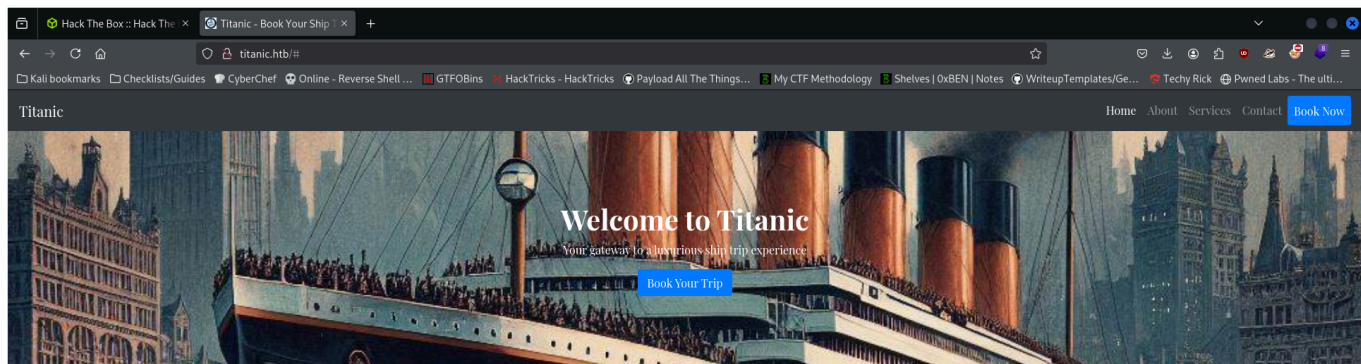 Hack The Box :: Hack The
Titanic - Book Your Ship T
titanic.htb/#
Kali bookmarks
Checklists/Guides
CyberChef
Online - Reverse Shell ...
GTFOBins
HackTricks - HackTricks
Payload All The Things...
My CTF Methodology
Shelves | 0xBEN | Notes
WriteupTemplates/Ge...
Techy Rick
Pwned Labs - The ulti...
Titanic
Home
About
Services
Contact
Book Now
Welcome to Titanic
Your gateway to a luxurious ship trip experience
Book Your Trip